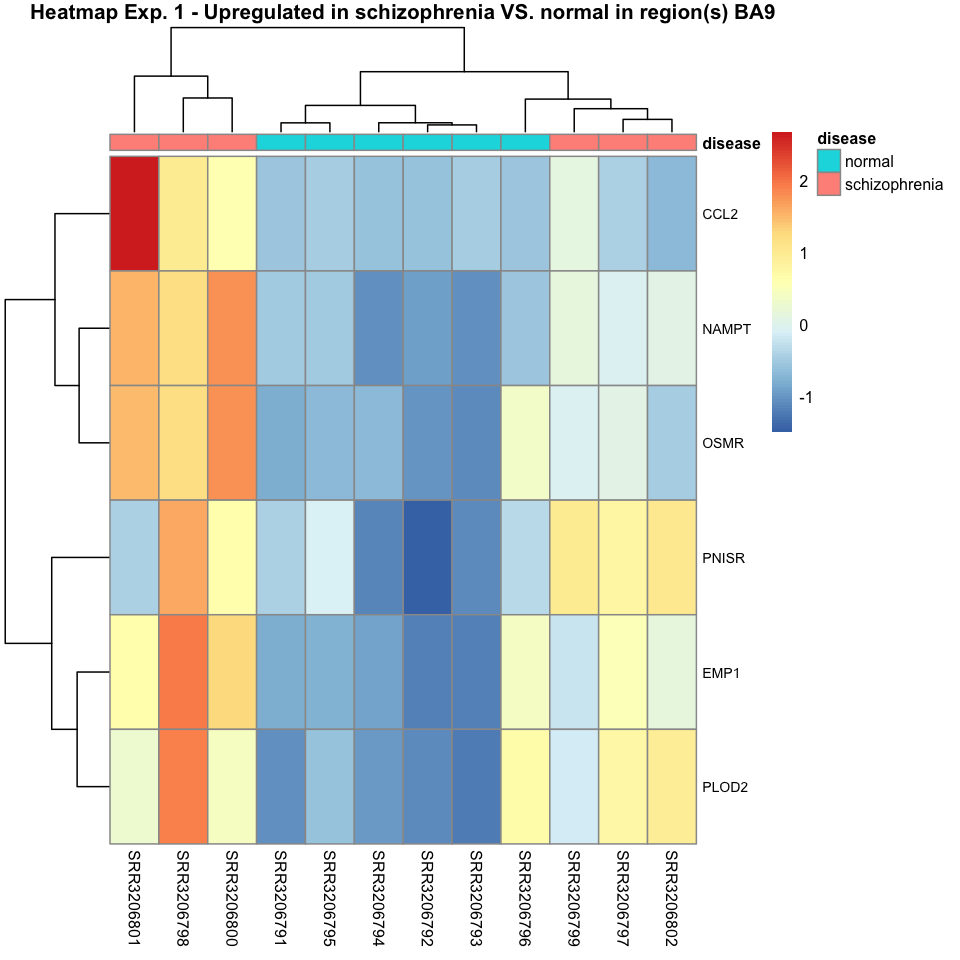 Heatmap Exp. 1 - Upregulated in schizophrenia VS. normal in region(s) BA9
disease
CCL2
NAMPT
OSMR
PNISR
EMP1
PLOD2
2
1
0
-1
disease
normal
schizophrenia
SRR3206801
SRR3206798
SRR3206800
SRR3206791
SRR3206795
SRR3206794
SRR3206792
SRR3206793
SRR3206796
SRR3206799
SRR3206797
SRR3206802